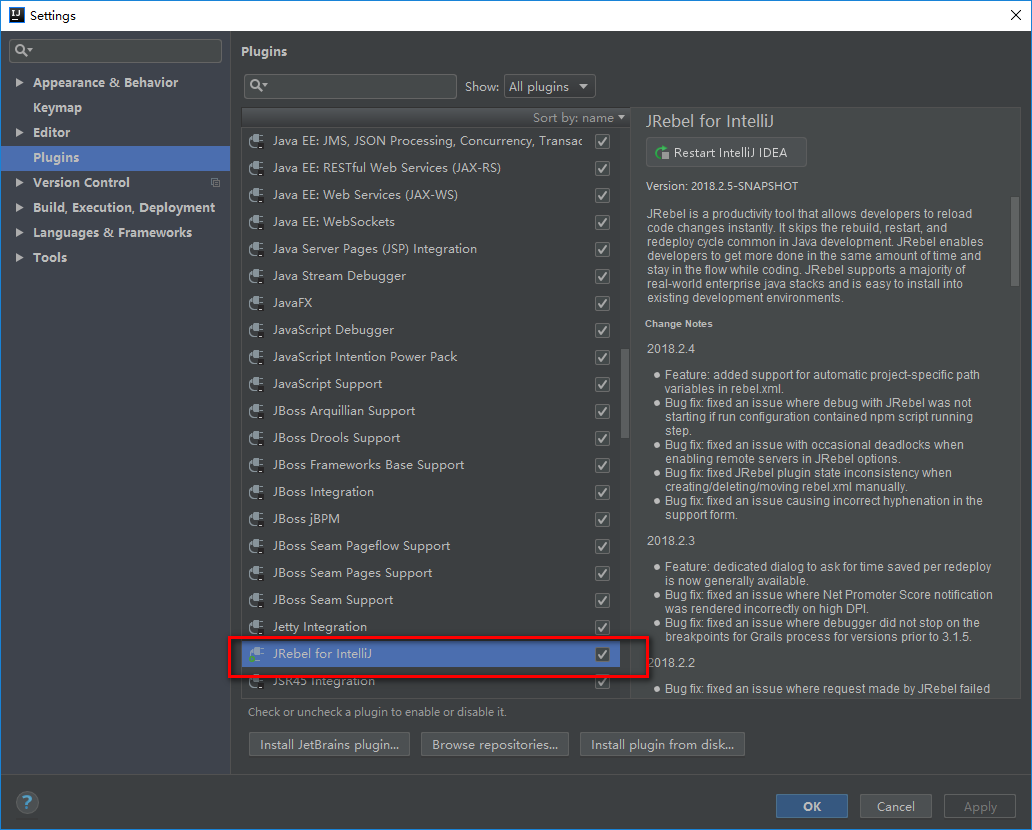 IJ Settings
Appearance & Behavior
Keymap
Editor
Plugins
Version Control
Build, Execution, Deployment
Languages & Frameworks
Tools
Plugins
Show: All plugins
Sort by: name
Java EE: JMS, JSON Processing, Concurrency, Transac
Java EE: RESTful Web Services (JAX-RS)
Java EE: Web Services (JAX-WS)
Java EE: WebSockets
Java Server Pages (JSP) Integration
Java Stream Debugger
JavaFX
JavaScript Debugger
JavaScript Intention Power Pack
JavaScript Support
JBoss Arquillian Support
JBoss Drools Support
JBoss Frameworks Base Support
JBoss Integration
JBoss jBPM
JBoss Seam Pageflow Support
JBoss Seam Pages Support
JBoss Seam Support
Jetty Integration
JRebel for IntelliJ
JSR45 Integration
Check or uncheck a plugin to enable or disable it.
Install JetBrains plugin...
Browse repositories...
Install plugin from disk...
JRebel for IntelliJ
Restart IntelliJ IDEA
Version: 2018.2.5-SNAPSHOT
JRebel is a productivity tool that allows developers to reload
code changes instantly. It skips the rebuild, restart, and
redeploy cycle common in Java development. JRebel enables
developers to get more done in the same amount of time and
stay in the flow while coding. JRebel supports a majority of
real-world enterprise java stacks and is easy to install into
existing development environments.
Change Notes
2018.2.4
● Feature: added support for automatic project-specific path
variables in rebel.xml.
● Bug fix: fixed an issue where debug with JRebel was not
starting if run configuration contained npm script running
step.
● Bug fix: fixed an issue with occasional deadlocks when
enabling remote servers in JRebel options.
● Bug fix: fixed JRebel plugin state inconsistency when
creating/deleting/moving rebel.xml manually.
● Bug fix: fixed an issue causing incorrect hyphenation in the
support form.
2018.2.3
● Feature: dedicated dialog to ask for time saved per redeploy
is now generally available.
● Bug fix: fixed an issue where Net Promoter Score notification
was rendered incorrectly on high DPI.
● Bug fix: fixed an issue where debugger did not stop on the
breakpoints for Grails process for versions prior to 3.1.5.
2018.2.2
● Bug fix: fixed an issue where request made by JRebel failed
?
OK
Cancel
Apply